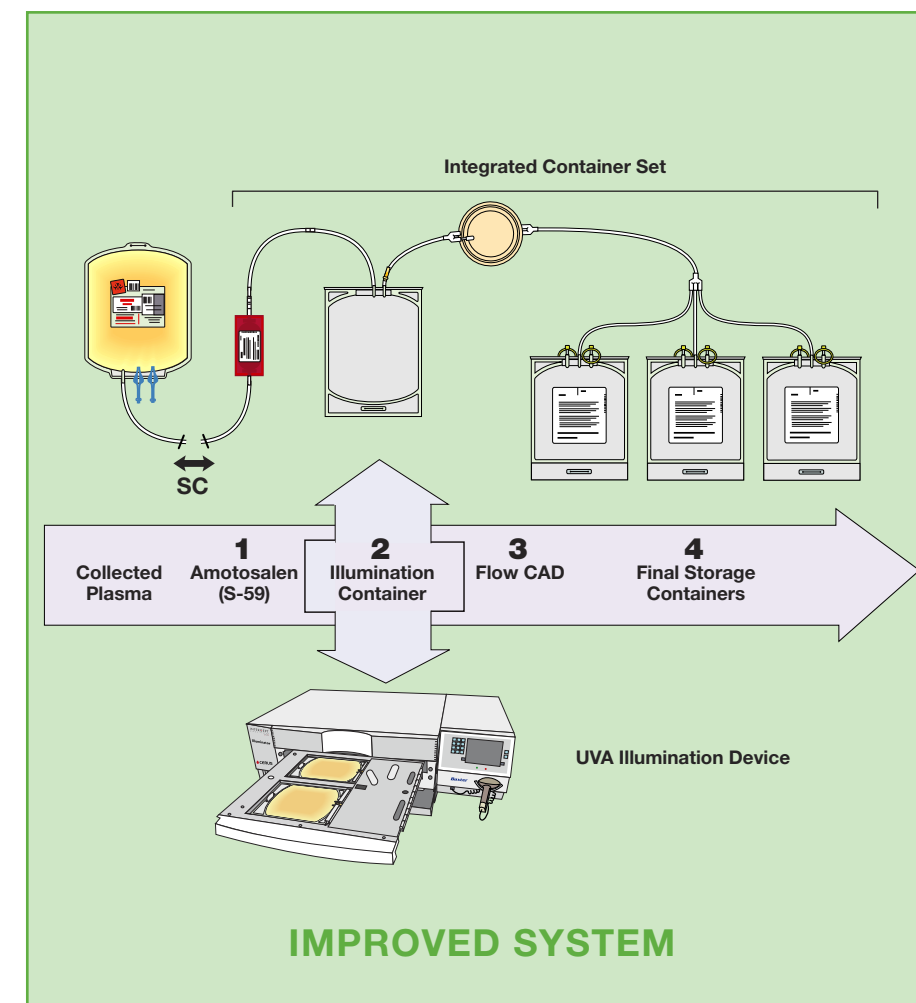 Integrated Container Set
SC
1
Amotosalen
(S-59)
2
Illumination
Container
3
Flow CAD
4
Final Storage
Containers
Collected
Plasma
UVA Illumination Device
CERUS
Baxter
IMPROVED SYSTEM